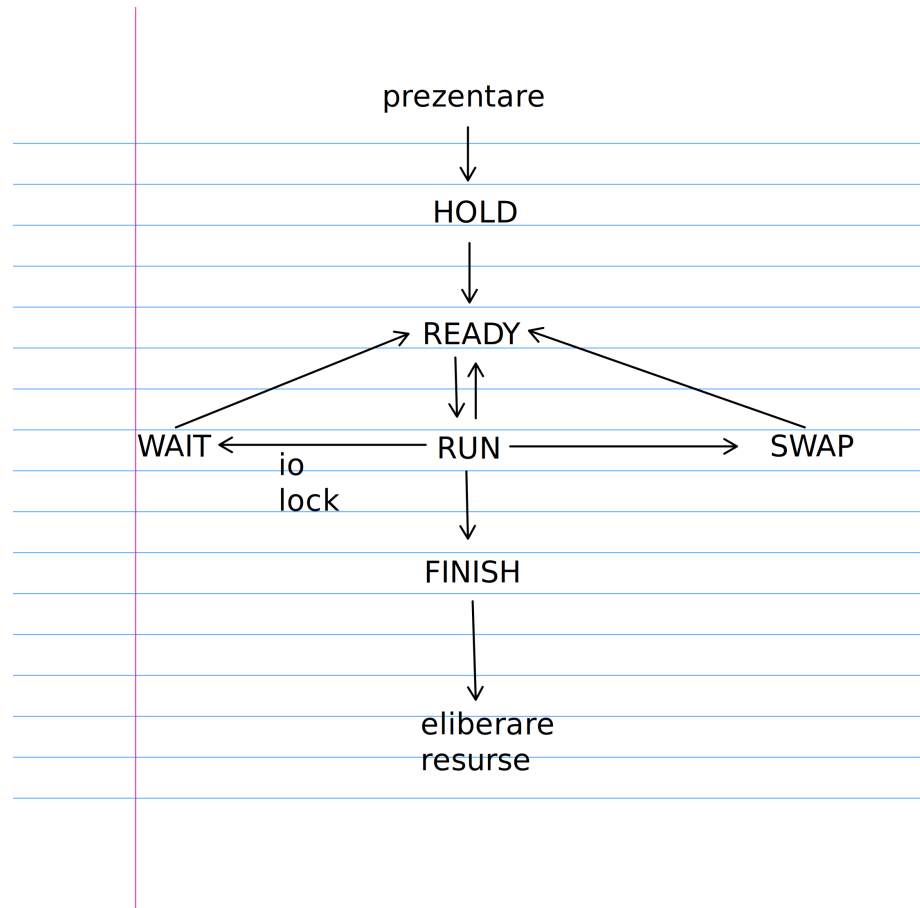 prezentare
HOLD
READY
WAIT
RUN
SWAP
io
lock
FINISH
eliberare
resurse